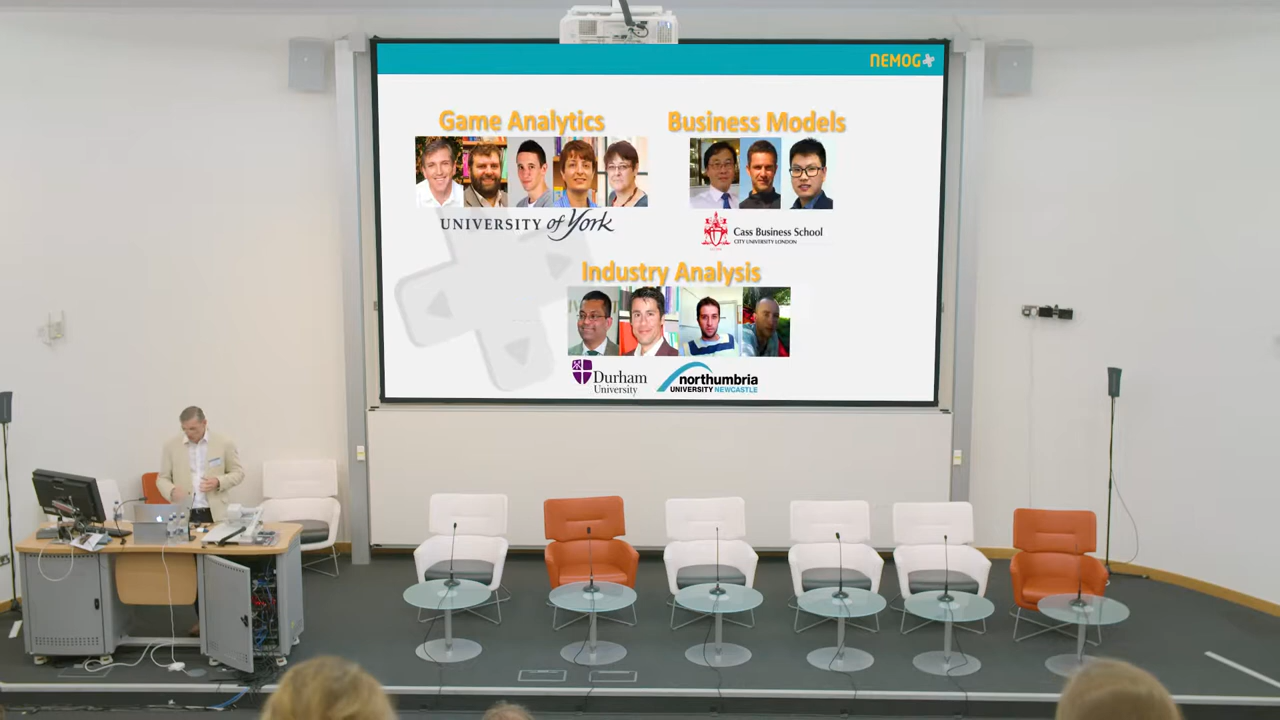 NEMOG
Game Analytics
Business Models
UNIVERSITY of York
Cass Business School
CITY UNIVERSITY LONDON
Industry Analysis
Durham
University
northumbria
UNIVERSITY NEWCASTLE